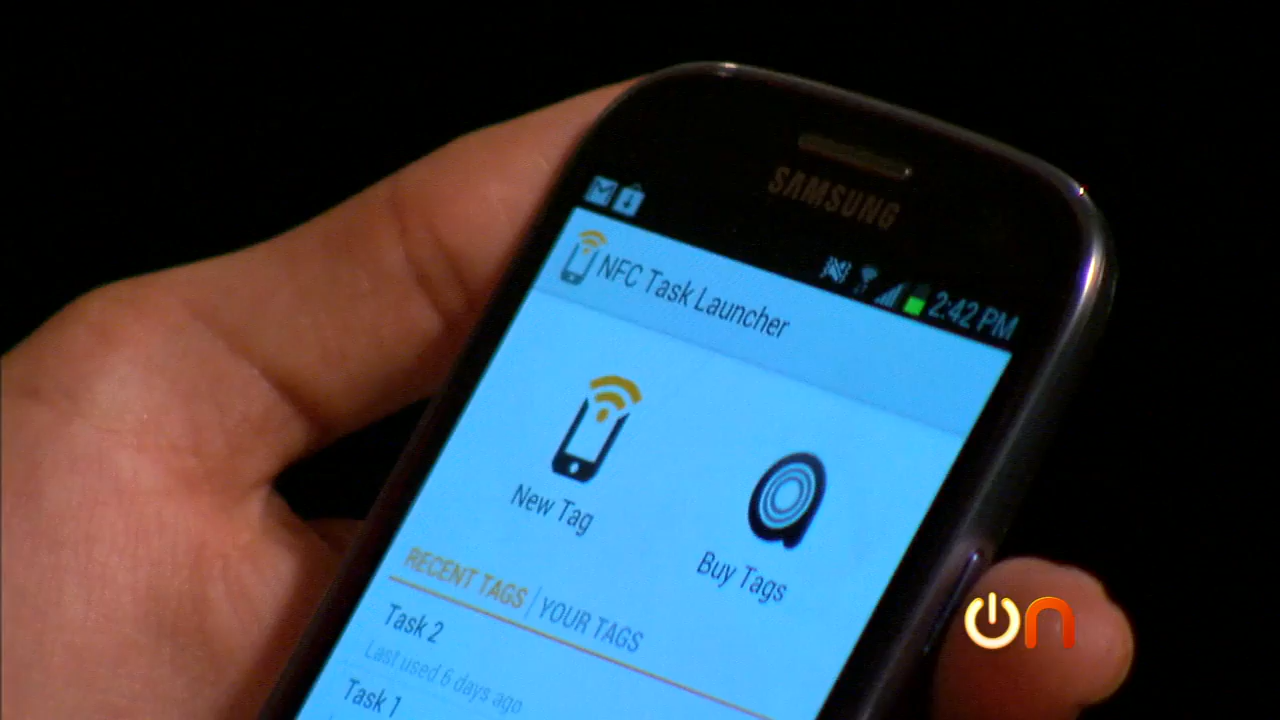 SAMSUNG
2:42 PM
NFC Task Launcher
New Tag
Buy Tags
RECENT TAGS | YOUR TAGS
Task 2
Last used 6 days ago
Task 1
on